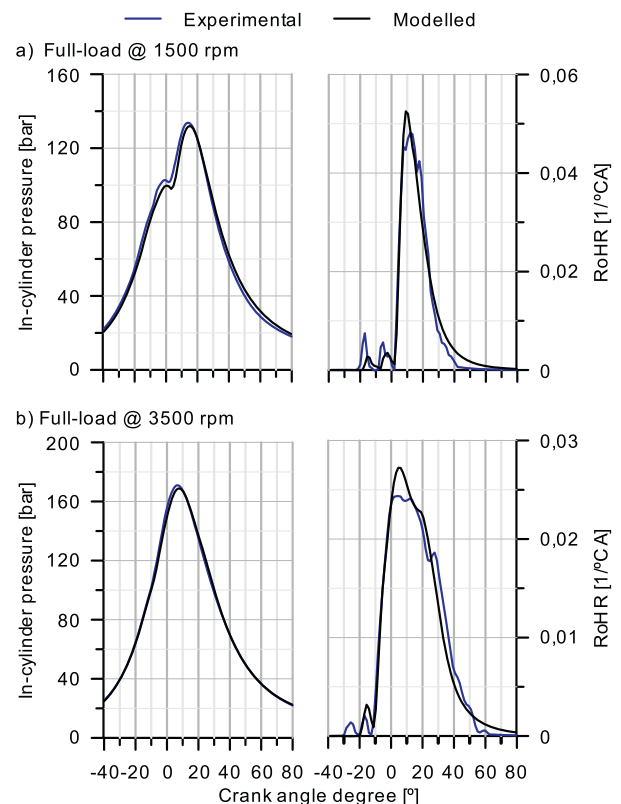 Experimental Modelled
a) Full-load @ 1500 rpm
160
120
80
40
0
In-cylinder pressure [bar]
0,06
0,04
0,02
0
RoHR [1/ºCA]
b) Full-load @ 3500 rpm
200
160
120
80
40
0
In-cylinder pressure [bar]
0,03
0,02
0,01
0
RoHR [1/ºCA]
-40 -20 0 20 40 60 80 -40 -20 0 20 40 60 80
Crank angle degree [º]